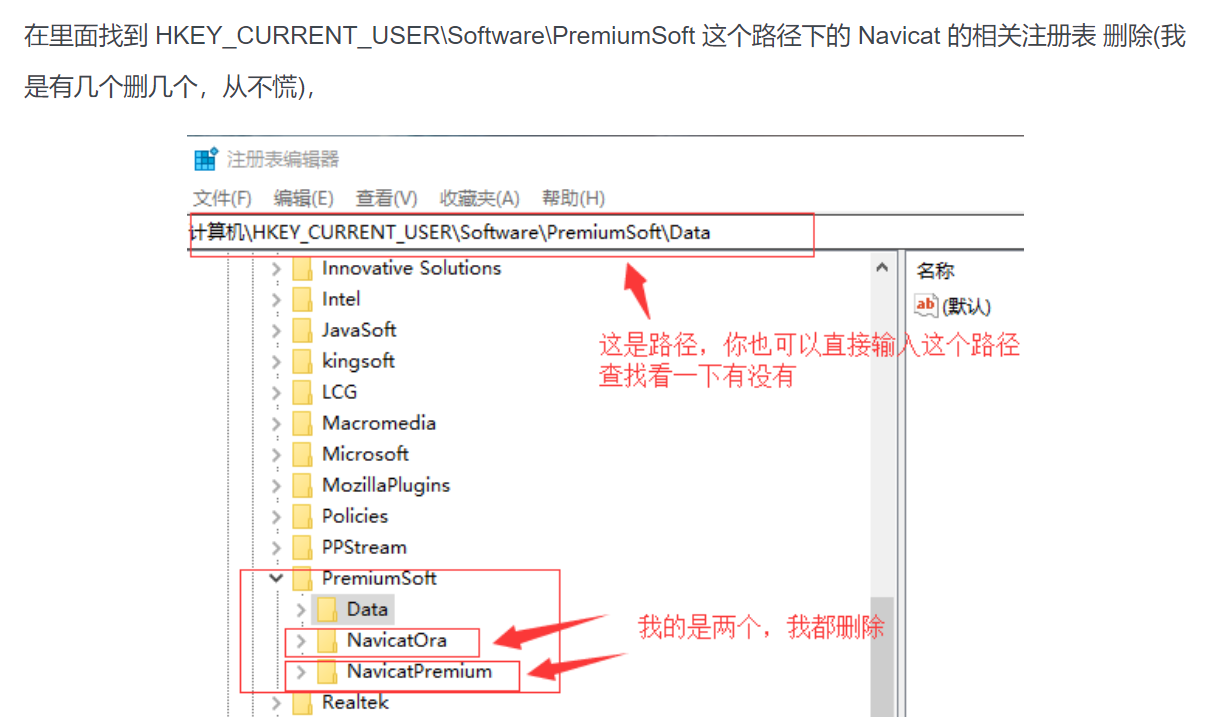 在里面找到 HKEY_CURRENT_USER\Software\PremiumSoft 这个路径下的 Navicat 的相关注册表 删除(我
是有几个删几个，从不慌)，
注册表编辑器
文件(F) 编辑(E) 查看(V) 收藏夹(A) 帮助(H)
计算机\HKEY_CURRENT_USER\Software\PremiumSoft\Data
Innovative Solutions
Intel
JavaSoft
kingsoft
LCG
Macromedia
Microsoft
MozillaPlugins
Policies
PPStream
PremiumSoft
Data
NavicatOra
NavicatPremium
Realtek
名称
ab (默认)
这是路径，你也可以直接输入这个路径
查找看一下有没有
我的是两个，我都删除